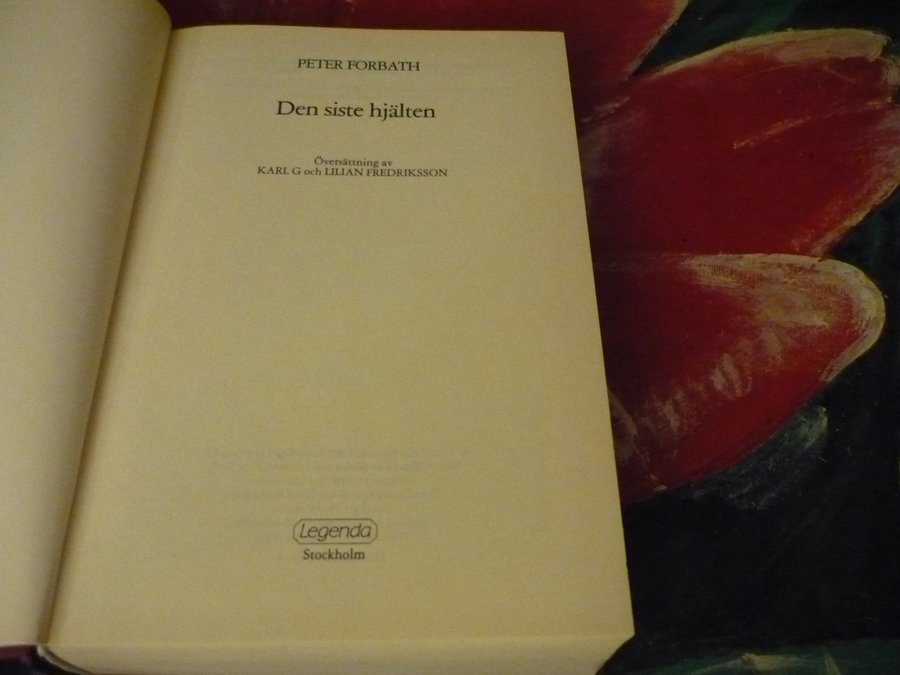 PETER FORBATH
Den siste hjälten
Översättning av
KARL G och LILIAN FREDRIKSSON
Legenda
Stockholm